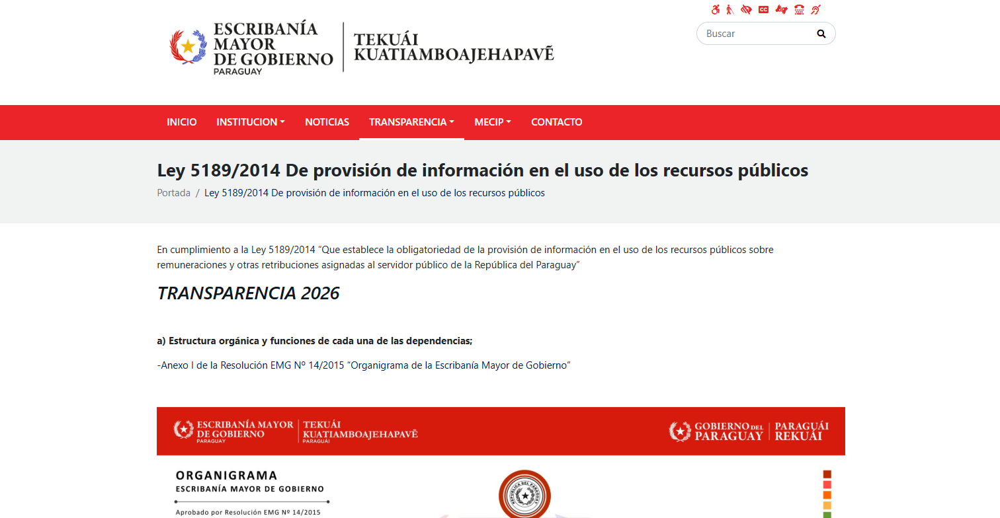 ESCRIBANÍA
MAYOR
DE GOBIERNO
PARAGUAY
TEKUÁI
KUATIAMBOAJEHAPAVẼ
CC
Buscar
INICIO
INSTITUCION
NOTICIAS
TRANSPARENCIA
MECIP
CONTACTO
Ley 5189/2014 De provisión de información en el uso de los recursos públicos
Portada / Ley 5189/2014 De provisión de información en el uso de los recursos públicos
En cumplimiento a la Ley 5189/2014 “Que establece la obligatoriedad de la provisión de información en el uso de los recursos públicos sobre
remuneraciones y otras retribuciones asignadas al servidor público de la República del Paraguay”
TRANSPARENCIA 2026
a) Estructura orgánica y funciones de cada una de las dependencias;
-Anexo I de la Resolución EMG Nº 14/2015 “Organigrama de la Escribanía Mayor de Gobierno”
ESCRIBANÍA MAYOR
DE GOBIERNO
PARAGUAY
TEKUÁI
KUATIAMBOAJEHAPAVẼ
PARAGUÁI
GOBIERNO DEL
PARAGUAY
PARAGUÁI
REKUÁI
ORGANIGRAMA
ESCRIBANÍA MAYOR DE GOBIERNO
Aprobado por Resolución EMG Nº 14/2015
REPUBLICA DEL PARAGUAY